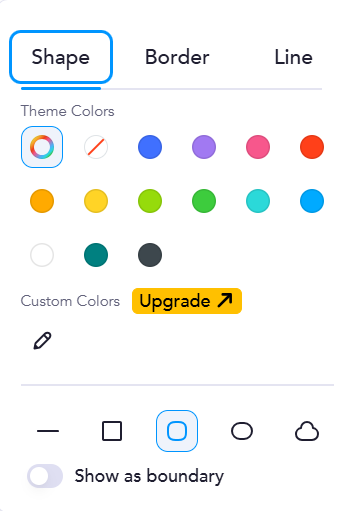 Shape Border Line
Theme Colors
Custom Colors Upgrade
Show as boundary